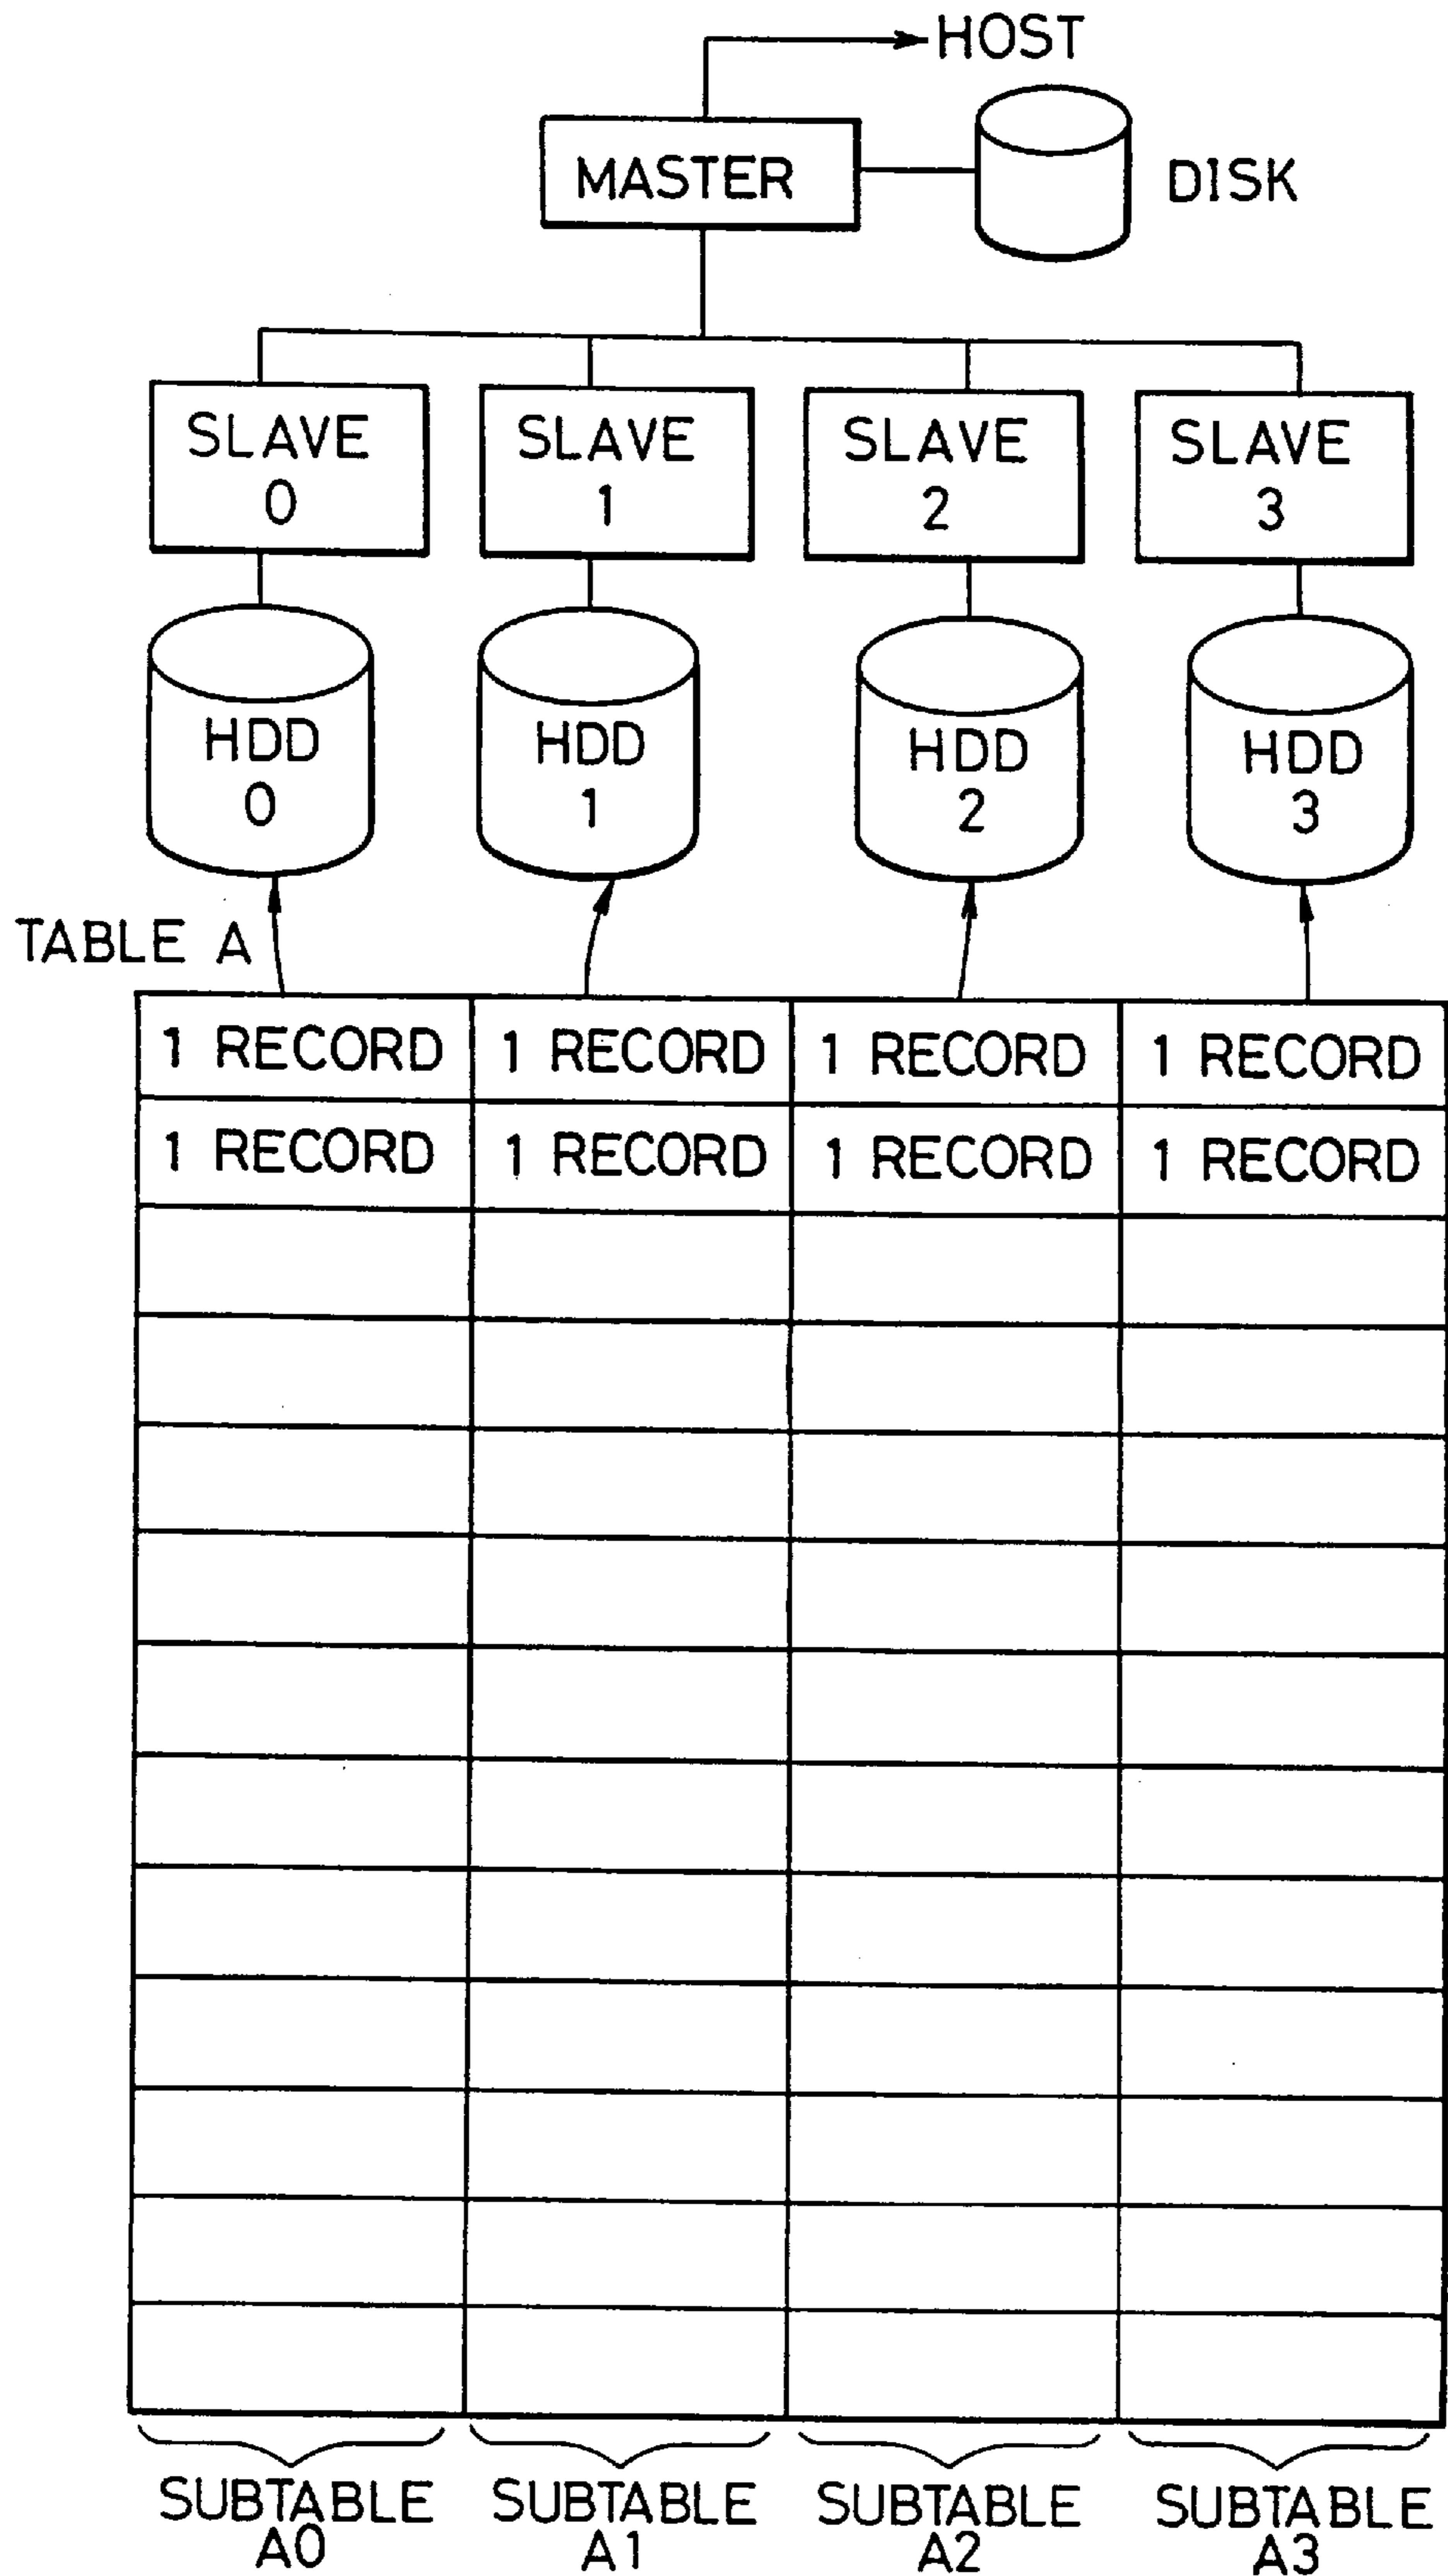 HOST
MASTER
DISK
SLAVE
0
SLAVE
1
SLAVE
2
SLAVE
3
HDD
0
HDD
1
HDD
2
HDD
3
TABLE A
1 RECORD
1 RECORD
1 RECORD
1 RECORD
1 RECORD
1 RECORD
1 RECORD
1 RECORD
SUBTABLE
A0
SUBTABLE
A1
SUBTABLE
A2
SUBTABLE
A3